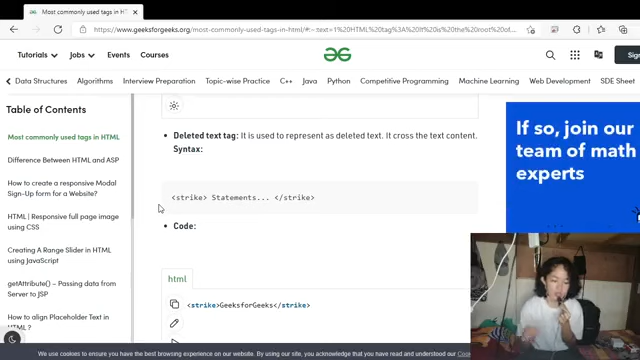 Most commonly used tags in HTM
https://www.geeksforgeeks.org/most-commonly-used-tags-in-html/#:~:text=1%20HTML%20tag%3A%20It%20is%20the%20root%20of...
Tutorials Jobs Events Courses
Sign
Data Structures Algorithms Interview Preparation Topic-wise Practice C++ Java Python Competitive Programming Machine Learning Web Development SDE Sheet
Table of Contents
Most commonly used tags in HTML
Difference Between HTML and ASP
How to create a responsive Modal
Sign-Up form for a Website?
HTML | Responsive full page image
using CSS
Creating A Range Slider in HTML
using JavaScript
getAttribute() – Passing data from
Server to JSP
How to align Placeholder Text in
HTML ?
• Deleted text tag: It is used to represent as deleted text. It cross the text content.
Syntax:
<strike> Statements... </strike>
• Code:
html
<strike>GeeksforGeeks</strike>
If so, join our
team of math
experts
We use cookies to ensure you have the best browsing experience on our website. By using our site, you acknowledge that you have read and understood our Cook